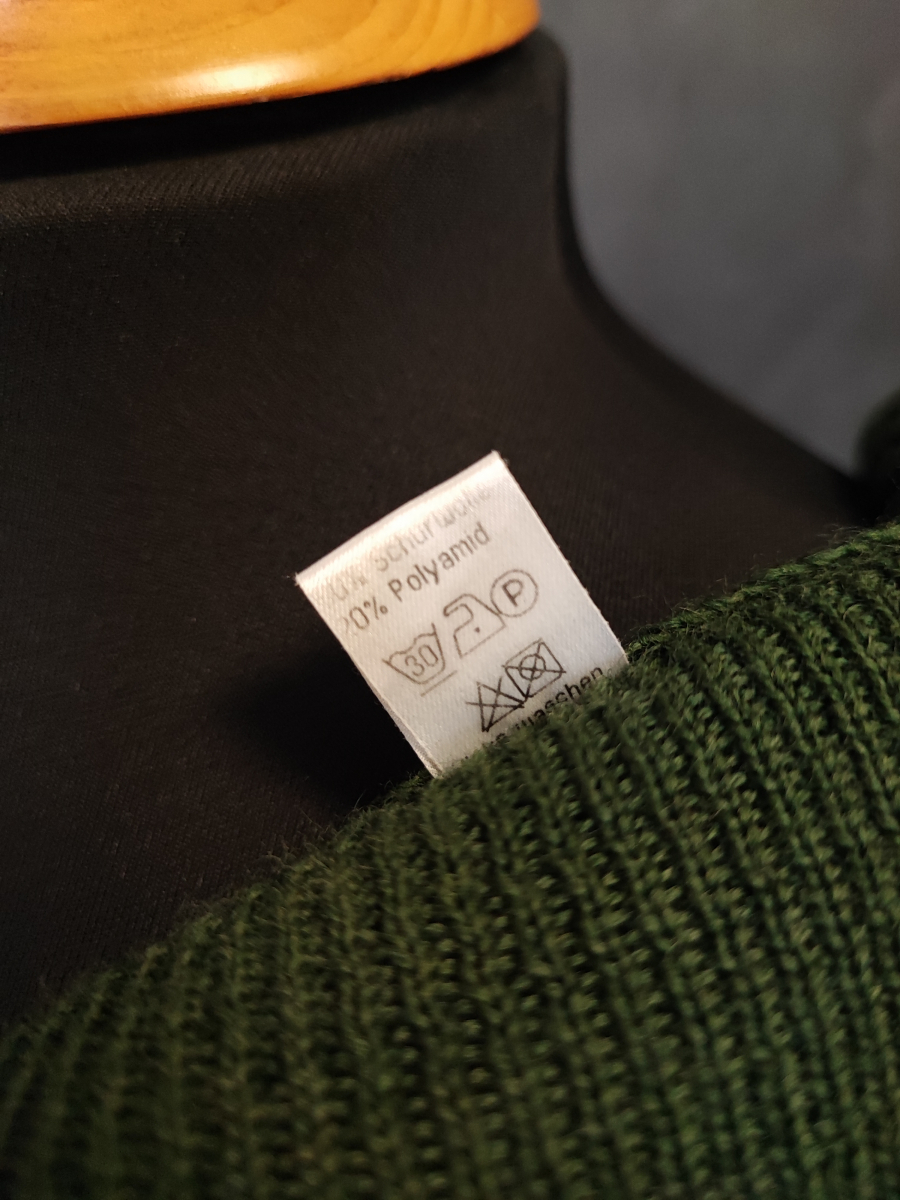 Schurwolle
20% Polyamid
30 P
waschen